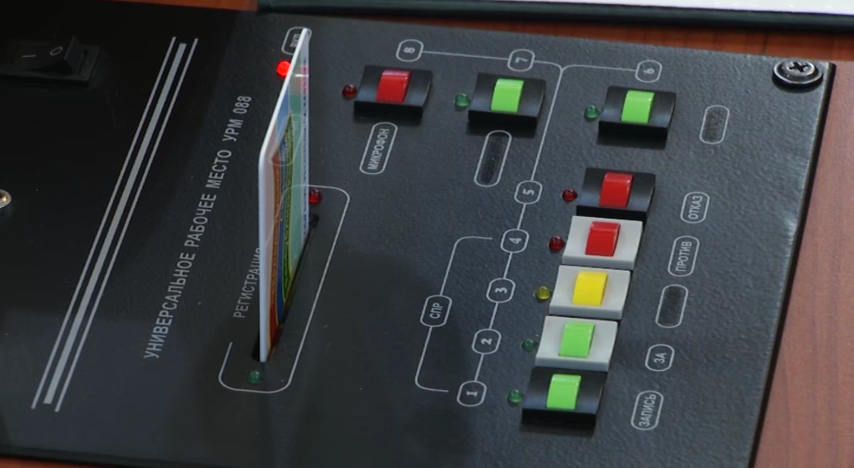 УНИВЕРСАЛЬНОЕ РАБОЧЕЕ МЕСТО УРМ 088
РЕГИСТРАЦИЯ
МИКРОФОН
8
7
6
5
4
3
2
1
СПР
ОТКАЗ
ПРОТИВ
ЗА
ЗАПИСЬ